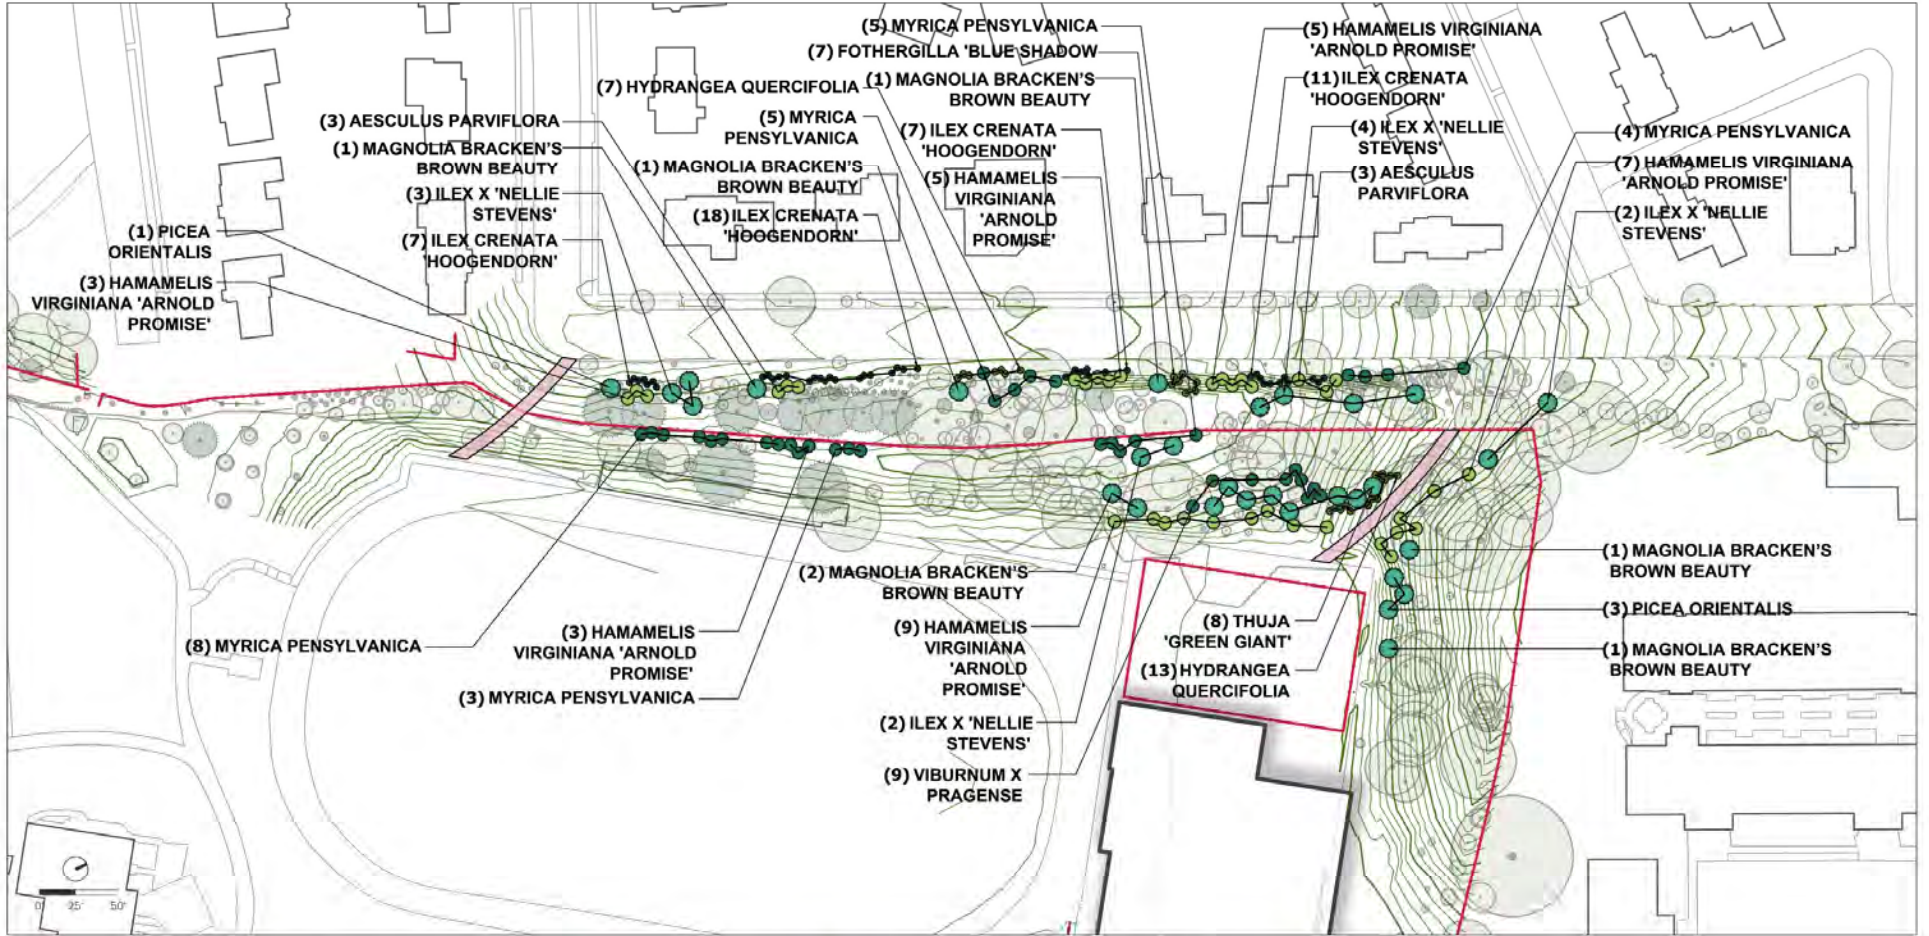 (5) MYRICA PENSYLVANICA
(7) FOTHERGILLA 'BLUE SHADOW
(7) HYDRANGEA QUERCIFOLIA
(1) MAGNOLIA BRACKEN'S
BROWN BEAUTY
(5) HAMAMELIS VIRGINIANA
'ARNOLD PROMISE'
(11) ILEX CRENATA
'HOOGENDORN'
(3) AESCULUS PARVIFLORA
(1) MAGNOLIA BRACKEN'S
BROWN BEAUTY
(5) MYRICA
PENSYLVANICA
(7) ILEX CRENATA
'HOOGENDORN'
(4) ILEX X 'NELLIE
STEVENS'
(4) MYRICA PENSYLVANICA
(3) ILEX X 'NELLIE
STEVENS'
(1) MAGNOLIA BRACKEN'S
BROWN BEAUTY
(5) HAMAMELIS
VIRGINIANA
'ARNOLD
PROMISE'
(3) AESCULUS
PARVIFLORA
(7) HAMAMELIS VIRGINIANA
'ARNOLD PROMISE'
(1) PICEA
ORIENTALIS
(7) ILEX CRENATA
'HOOGENDORN'
(18) ILEX CRENATA
'HOOGENDORN'
(2) ILEX X 'NELLIE
STEVENS'
(3) HAMAMELIS
VIRGINIANA 'ARNOLD
PROMISE'
(8) MYRICA PENSYLVANICA
(3) HAMAMELIS
VIRGINIANA 'ARNOLD
PROMISE'
(3) MYRICA PENSYLVANICA
(2) MAGNOLIA BRACKEN'S
BROWN BEAUTY
(9) HAMAMELIS
VIRGINIANA
'ARNOLD
PROMISE'
(2) ILEX X 'NELLIE
STEVENS'
(9) VIBURNUM X
PRAGENSE
(8) THUJA
'GREEN GIANT'
(13) HYDRANGEA
QUERCIFOLIA
(1) MAGNOLIA BRACKEN'S
BROWN BEAUTY
(3) PICEA ORIENTALIS
(1) MAGNOLIA BRACKEN'S
BROWN BEAUTY
0' 25' 50'